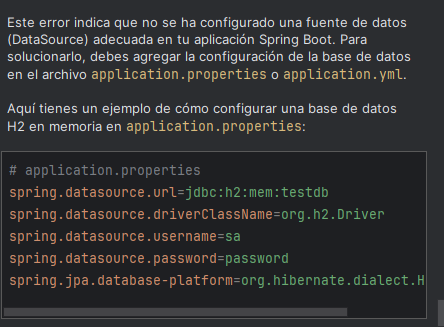 Este error indica que no se ha configurado una fuente de datos
(DataSource) adecuada en tu aplicación Spring Boot. Para
solucionarlo, debes agregar la configuración de la base de datos
en el archivo application.properties o application.yml.
Aquí tienes un ejemplo de cómo configurar una base de datos
H2 en memoria en application.properties:
# application.properties
spring.datasource.url=jdbc:h2:mem:testdb
spring.datasource.driverClassName=org.h2.Driver
spring.datasource.username=sa
spring.datasource.password=password
spring.jpa.database-platform=org.hibernate.dialect.H